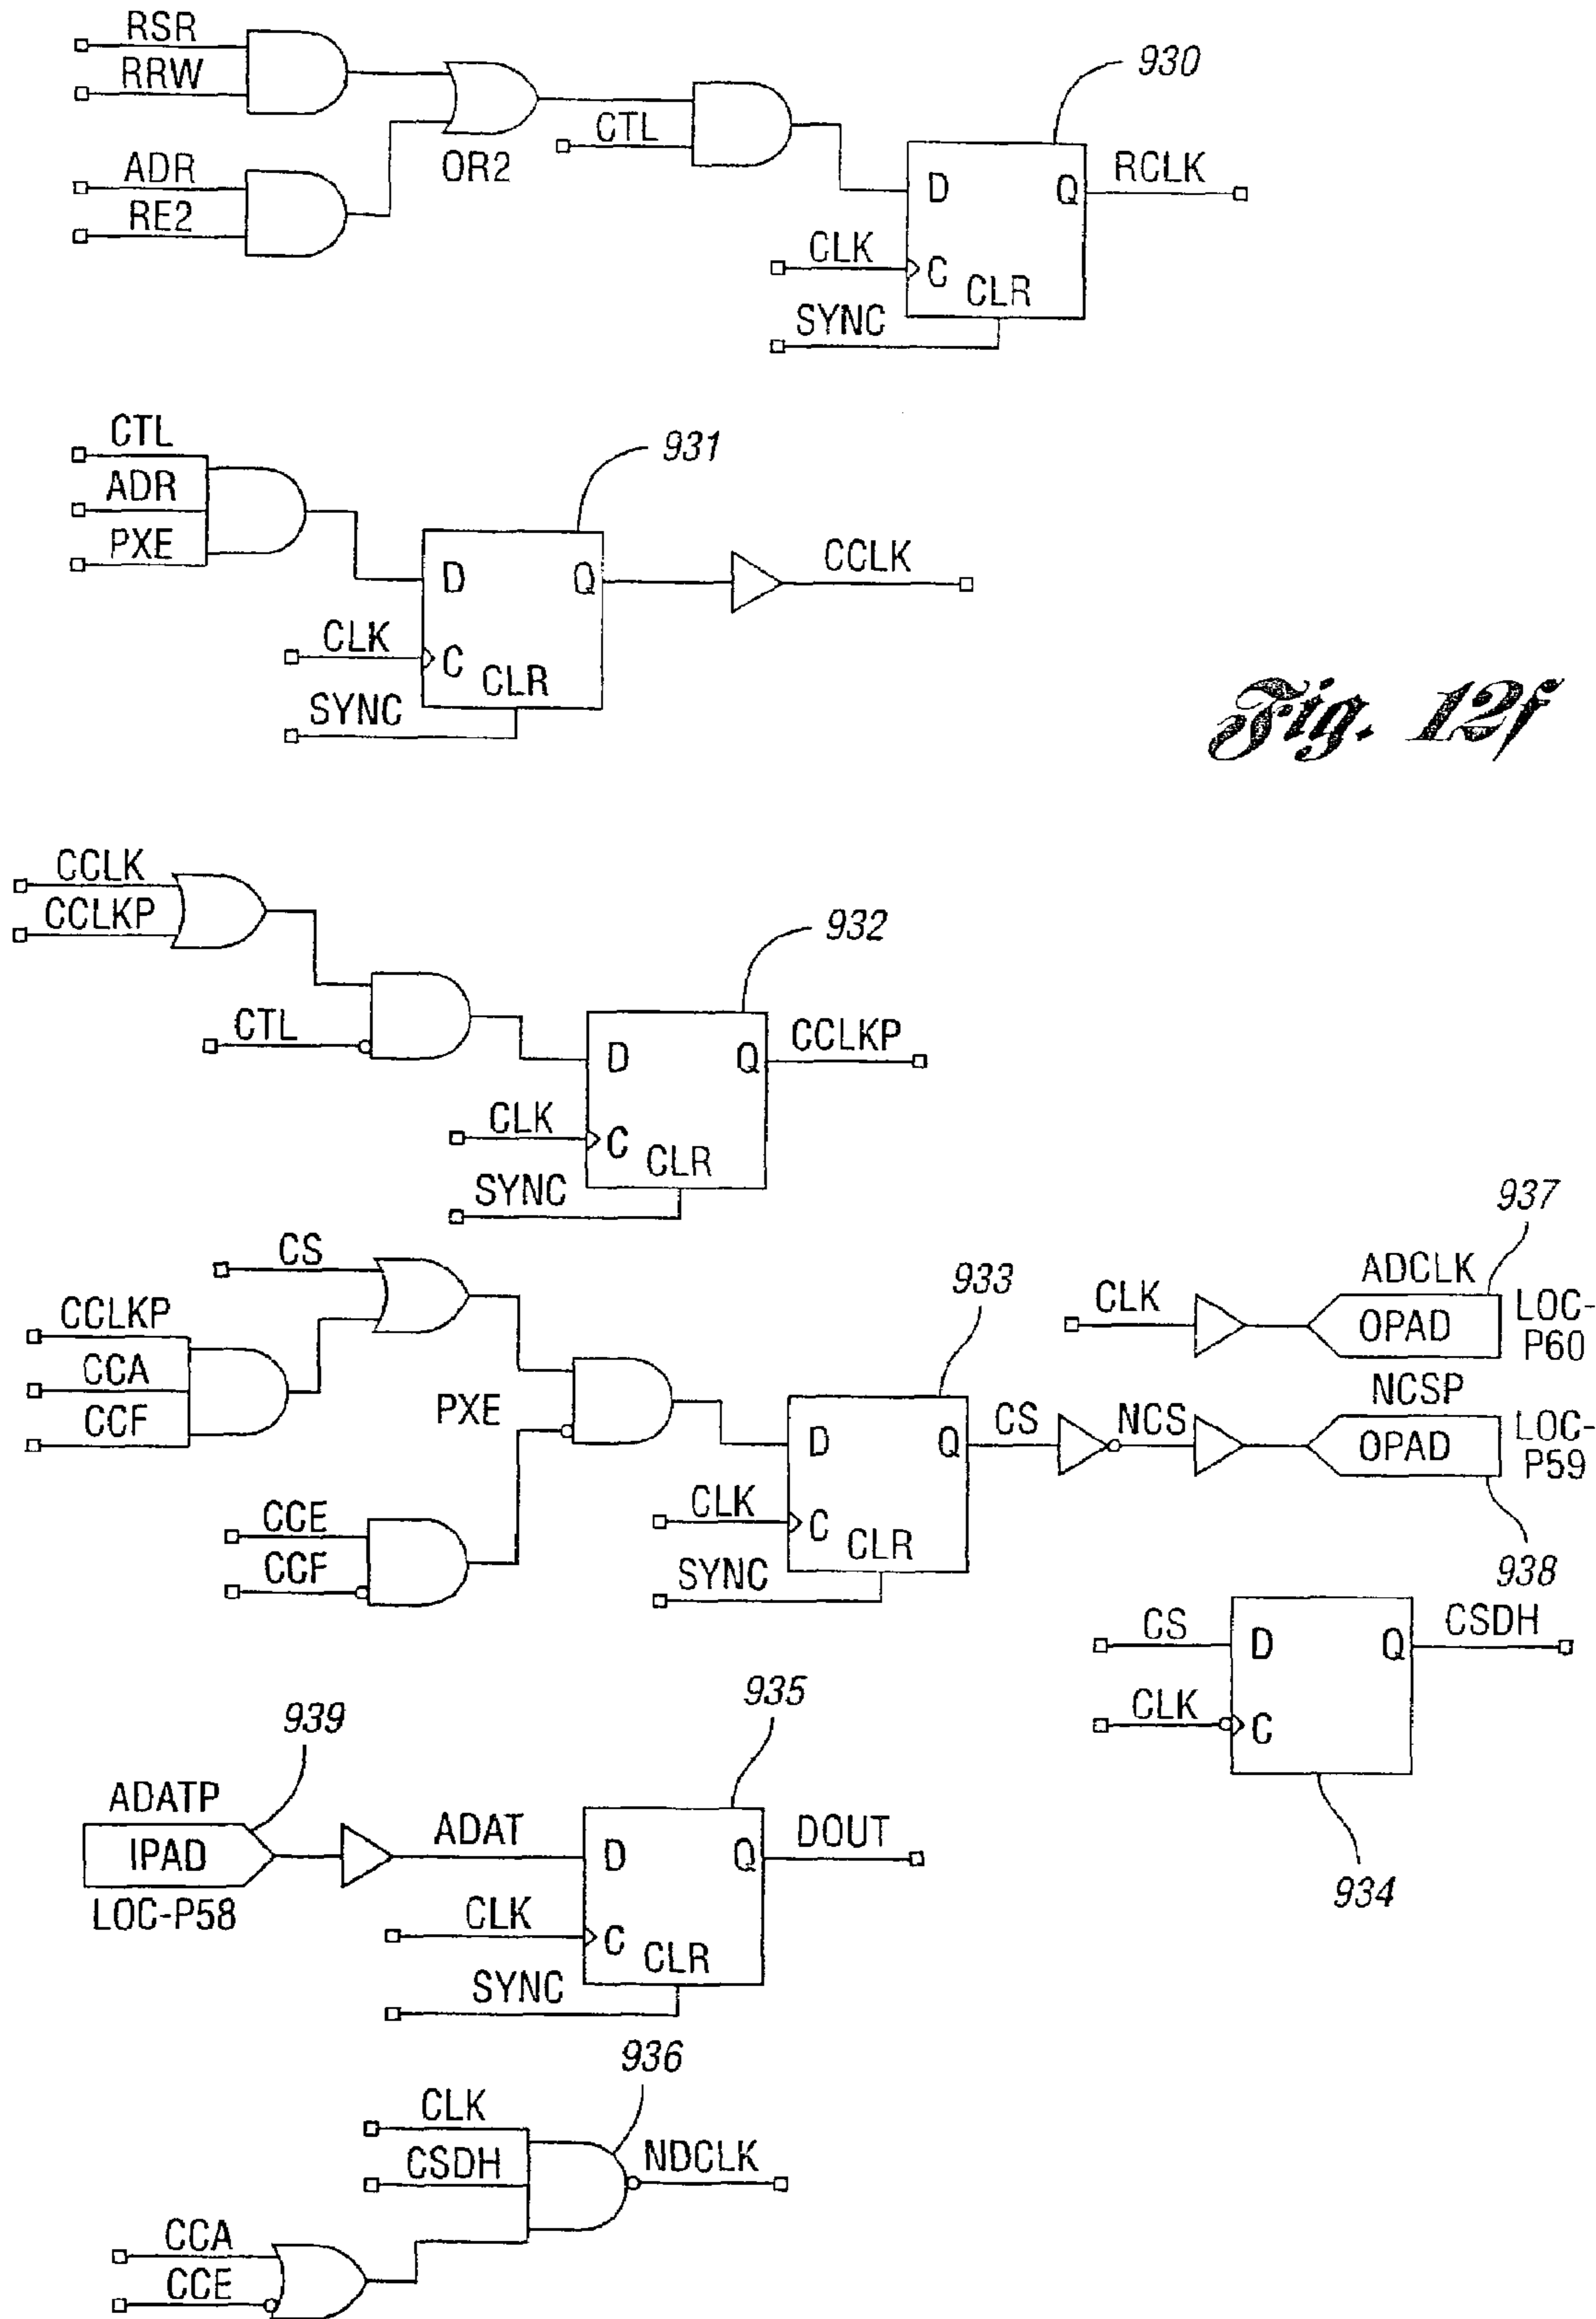 RSR
RRW
ADR
RE2
OR2
CTL
930
D
Q
RCLK
CLK
C
CLR
SYNC
CTL
ADR
PXE
931
D
Q
CCLK
CLK
C
CLR
SYNC
Fig. 12f
CCLK
CCLKP
CTL
932
D
Q
CCLKP
CLK
C
CLR
SYNC
CS
CCLKP
CCA
CCF
PXE
CCE
CCF
933
D
Q
CLK
C
CLR
SYNC
CS
NCS
937
ADCLK
CLK
OPAD
LOC-
P60
NCSP
OPAD
LOC-
P59
938
CS
D
Q
CSDH
CLK
C
934
939
ADATP
IPAD
LOC-P58
ADAT
935
D
Q
DOUT
CLK
C
CLR
SYNC
936
CLK
CSDH
NDCLK
CCA
CCE